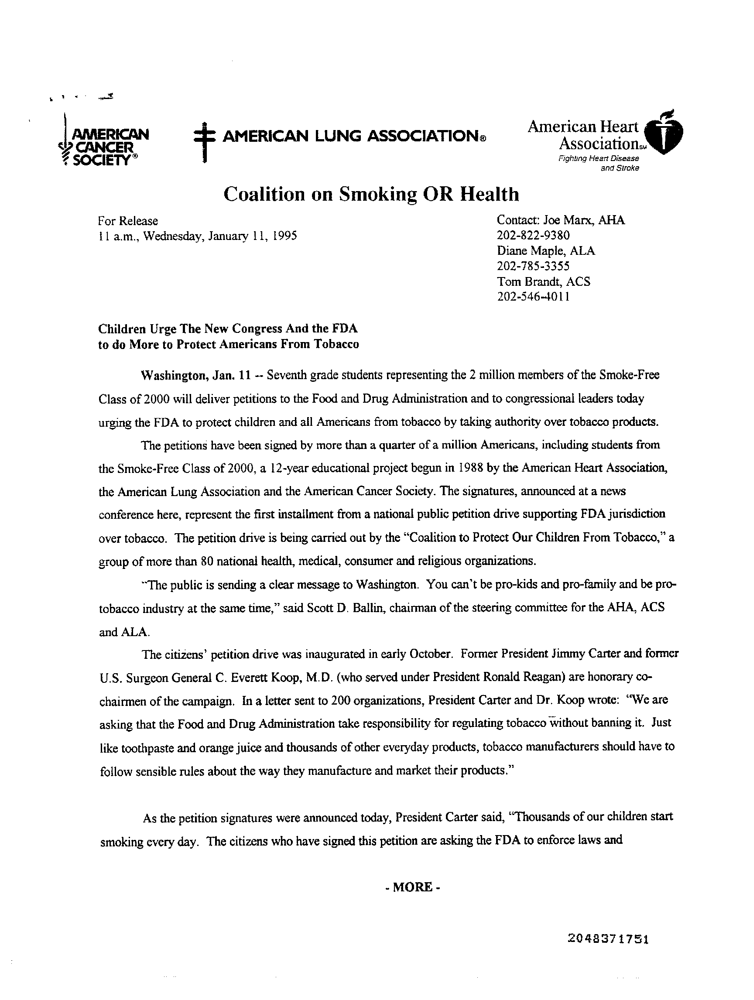 AMERICAN
CANCER
SOCIETY®
AMERICAN LUNG ASSOCIATION®
American Heart
Association℠
Fighting Heart Disease
and Stroke
Coalition on Smoking OR Health
For Release
11 a.m., Wednesday, January 11, 1995
Contact: Joe Marx, AHA
202-822-9380
Diane Maple, ALA
202-785-3355
Tom Brandt, ACS
202-546-4011
Children Urge The New Congress And the FDA
to do More to Protect Americans From Tobacco
Washington, Jan. 11 -- Seventh grade students representing the 2 million members of the Smoke-Free
Class of 2000 will deliver petitions to the Food and Drug Administration and to congressional leaders today
urging the FDA to protect children and all Americans from tobacco by taking authority over tobacco products.
The petitions have been signed by more than a quarter of a million Americans, including students from
the Smoke-Free Class of 2000, a 12-year educational project begun in 1988 by the American Heart Association,
the American Lung Association and the American Cancer Society. The signatures, announced at a news
conference here, represent the first installment from a national public petition drive supporting FDA jurisdiction
over tobacco. The petition drive is being carried out by the “Coalition to Protect Our Children From Tobacco,” a
group of more than 80 national health, medical, consumer and religious organizations.
“The public is sending a clear message to Washington. You can’t be pro-kids and pro-family and be pro-
tobacco industry at the same time,” said Scott D. Ballin, chairman of the steering committee for the AHA, ACS
and ALA.
The citizens’ petition drive was inaugurated in early October. Former President Jimmy Carter and former
U.S. Surgeon General C. Everett Koop, M.D. (who served under President Ronald Reagan) are honorary co-
chairmen of the campaign. In a letter sent to 200 organizations, President Carter and Dr. Koop wrote: “We are
asking that the Food and Drug Administration take responsibility for regulating tobacco without banning it. Just
like toothpaste and orange juice and thousands of other everyday products, tobacco manufacturers should have to
follow sensible rules about the way they manufacture and market their products.”
As the petition signatures were announced today, President Carter said, “Thousands of our children start
smoking every day. The citizens who have signed this petition are asking the FDA to enforce laws and
- MORE -
2048371751